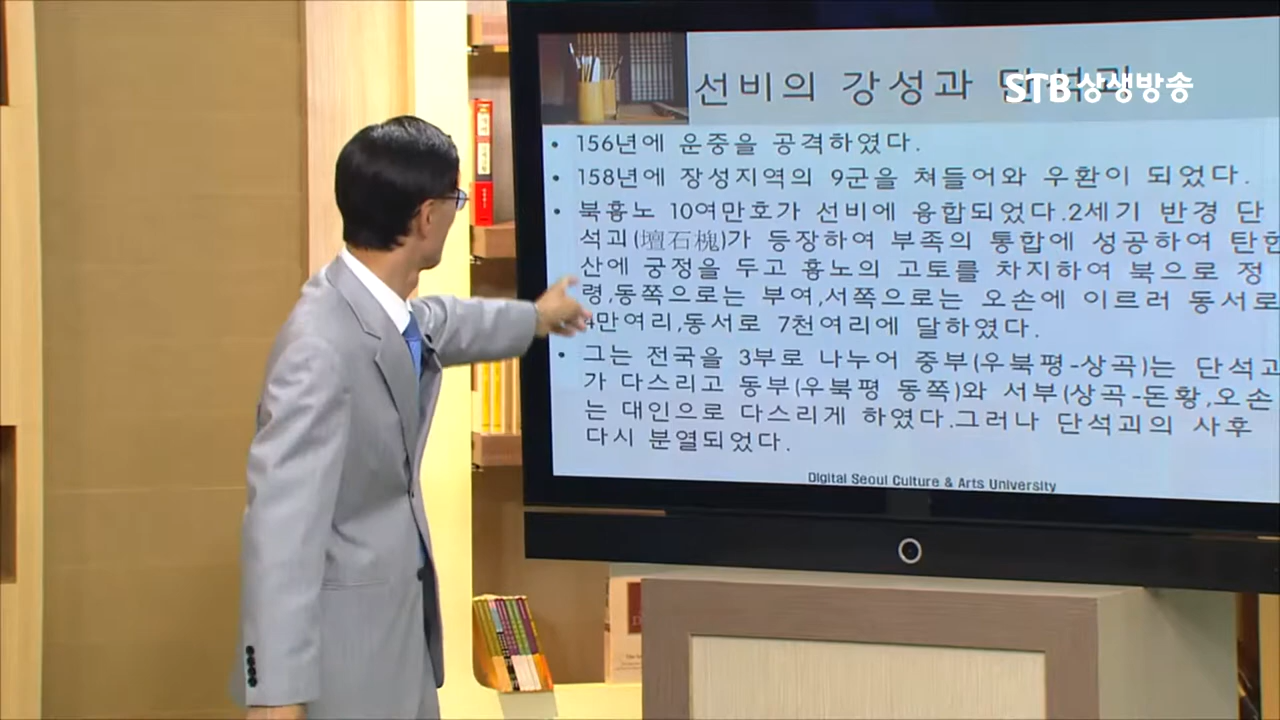 선비의 강성과 단석괴
STB상생방송
• 156년에 운중을 공격하였다.
• 158년에 장성지역의 9군을 쳐들어와 우환이 되었다.
• 북흉노 10여만호가 선비에 융합되었다.2세기 반경 단
석괴(壇石槐)가 등장하여 부족의 통합에 성공하여 탄한
산에 궁정을 두고 흉노의 고토를 차지하여 북으로 정
령,동쪽으로는 부여,서쪽으로는 오손에 이르러 동서로
4만여리,동서로 7천여리에 달하였다.
• 그는 전국을 3부로 나누어 중부(우북평-상곡)는 단석괴
가 다스리고 동부(우북평 동쪽)와 서부(상곡-돈황,오손
는 대인으로 다스리게 하였다.그러나 단석괴의 사후
다시 분열되었다.
Digital Seoul Culture & Arts University